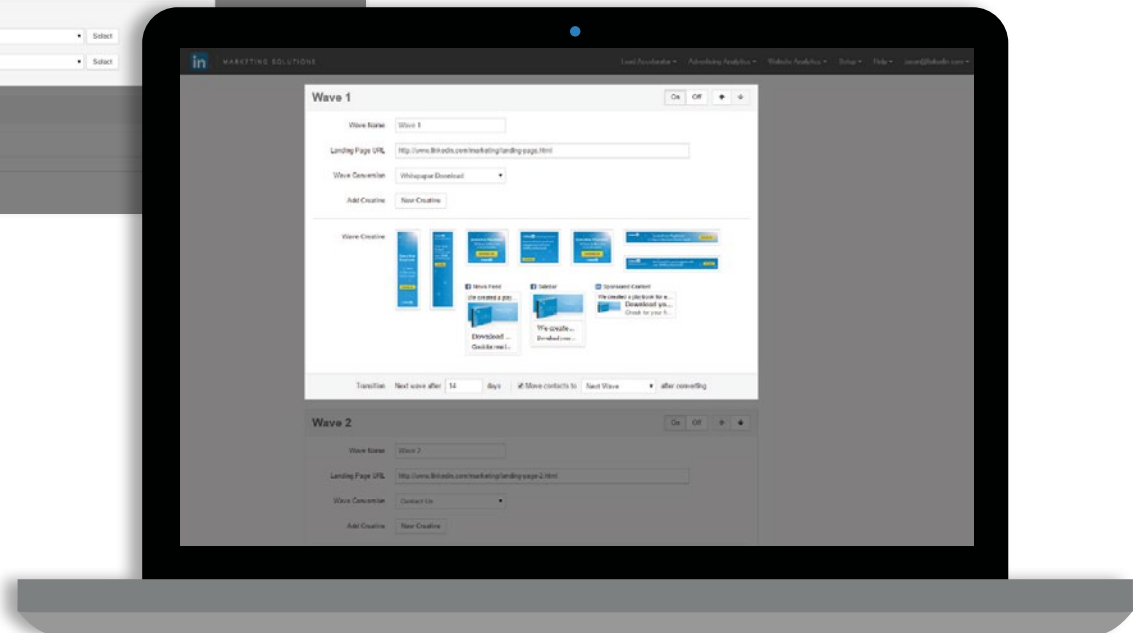 Select
Select
in MARKETING SOLUTIONS Lead Accelerator Advertising Analytics Website Analytics Setup Help
Wave 1 On Off
Wave Name Wave 1
Landing Page URL http://www.linkedin.com/marketing/landing-page.html
Wave Conversion Whitepaper Download
Add Creative New Creative
Wave Creative
News Feed Sidebar Sponsored Content
We created a play... We created a playbook for e...
Download ya...
Download ...
We create...
Transition Next wave after 14 days Move contacts to Next Wave after converting
Wave 2 On Off
Wave Name Wave 2
Landing Page URL http://www.linkedin.com/marketing/landing-page-2.html
Wave Conversion Contact Us
Add Creative New Creative